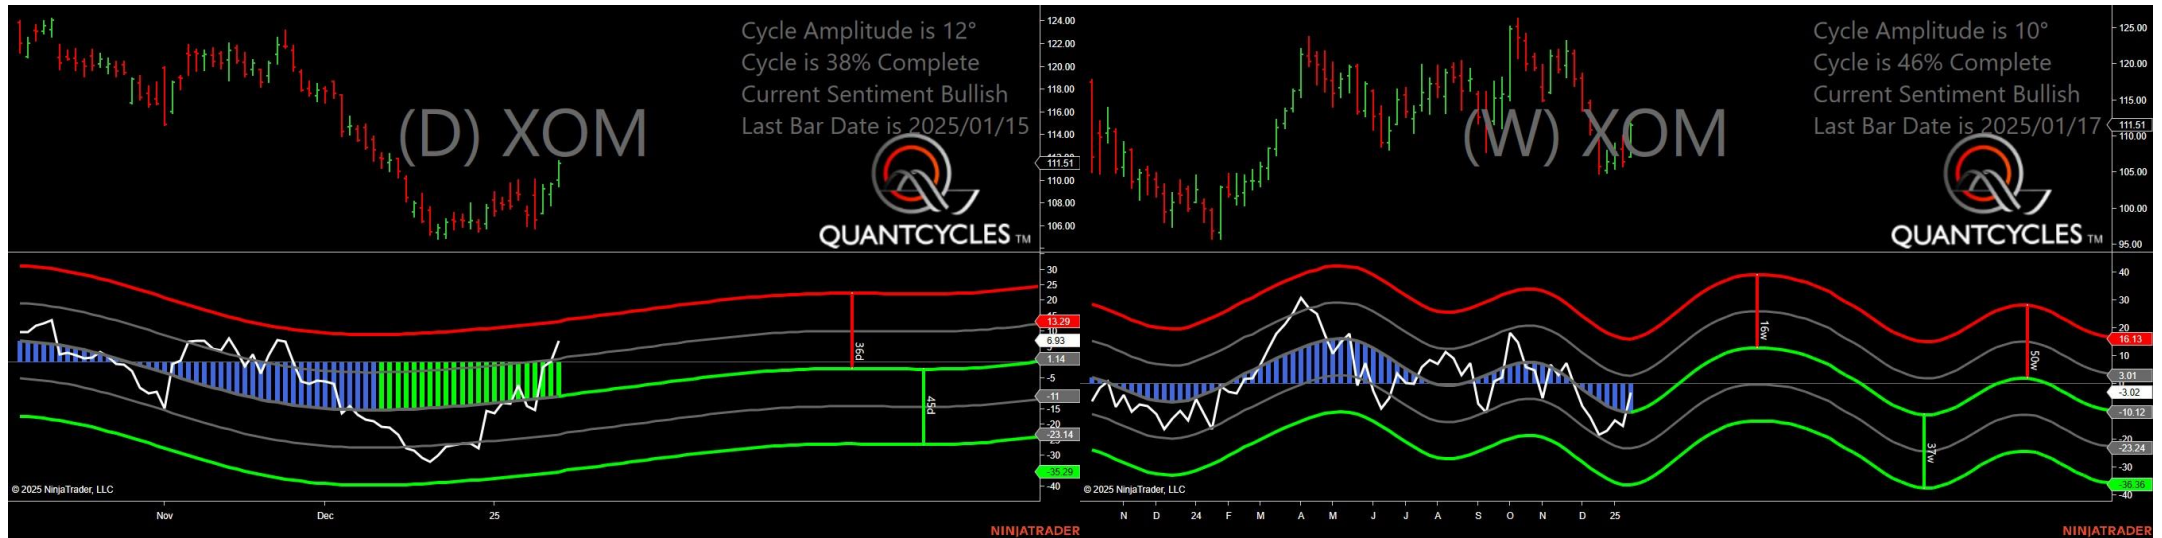 Cycle Amplitude is 12°
Cycle is 38% Complete
Current Sentiment Bullish
Last Bar Date is 2025/01/15
(D) XOM
QUANTCYCLES TM
124.00
122.00
120.00
118.00
116.00
114.00
111.51
110.00
108.00
106.00
30
25
20
13.29
6.93
1.14
-5
-11
-15
-20
-23.14
-30
-35.29
-40
36d
45d
© 2025 NinjaTrader, LLC
Nov
Dec
25
NINJATRADER
Cycle Amplitude is 10°
Cycle is 46% Complete
Current Sentiment Bullish
Last Bar Date is 2025/01/17
(W) XOM
QUANTCYCLES TM
125.00
120.00
115.00
111.51
110.00
105.00
100.00
95.00
40
30
20
16.13
10
3.01
-3.02
-10.12
-20
-23.24
-30
-36.36
-40
16w
37w
50w
© 2025 NinjaTrader, LLC
N D 24 F M A M J J A S O N D 25
NINJATRADER